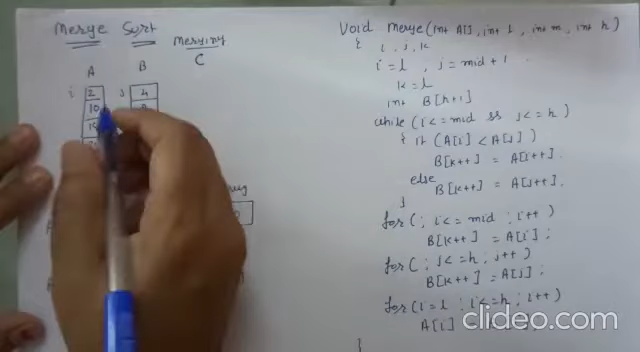 Merge Sort
Merging
A
B
C
i
2
j
4
10
Void Merge(int A[], int l, int m, int h)
{ i, j, k
i = l , j = mid + 1
k = l
int B[h+1]
while (i <= mid ss j <= h)
{ if (A[i] < A[j])
B[k++] = A[i++].
else
B[k++] = A[j++].
}
for( ; i <= mid ; i++ )
B[k++] = A[i] ;
for( ; j <= h ; j++ )
B[k++] = A[j] ;
for( i = l ; i <= h ; i++ )
A[i]
clideo.com
}